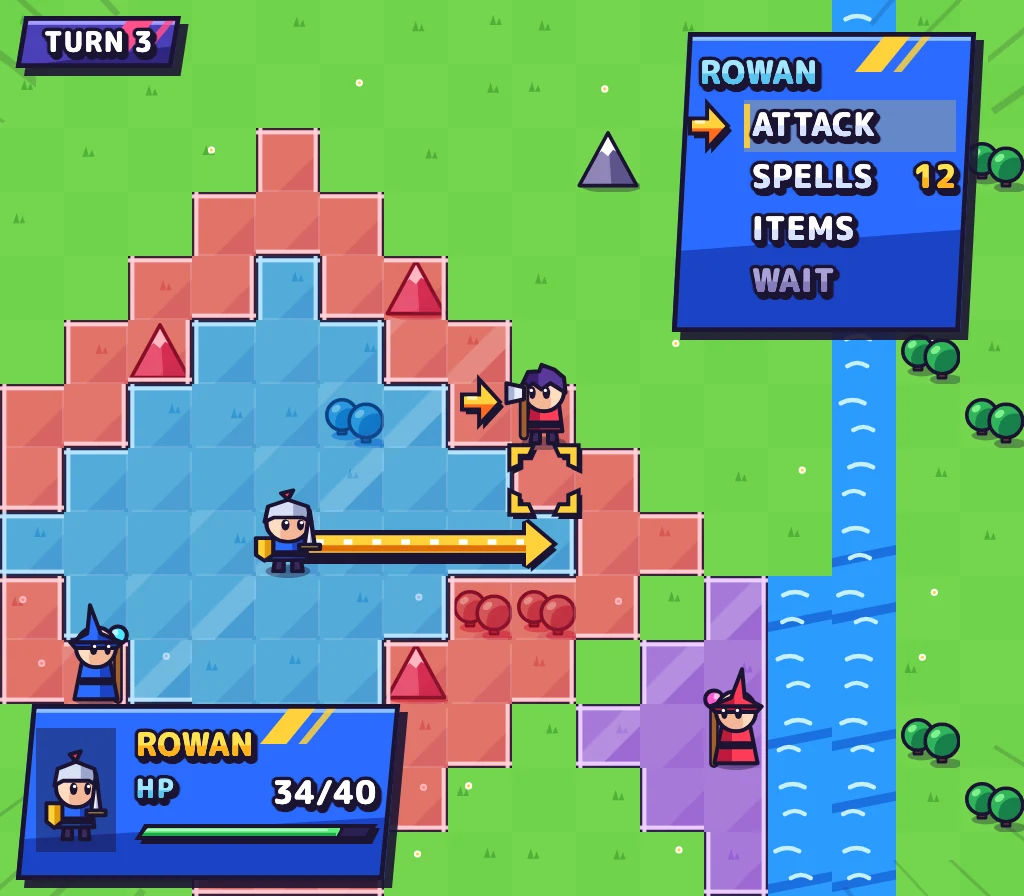 TURN 3
ROWAN
ATTACK
SPELLS 12
ITEMS
WAIT
ROWAN
HP 34/40